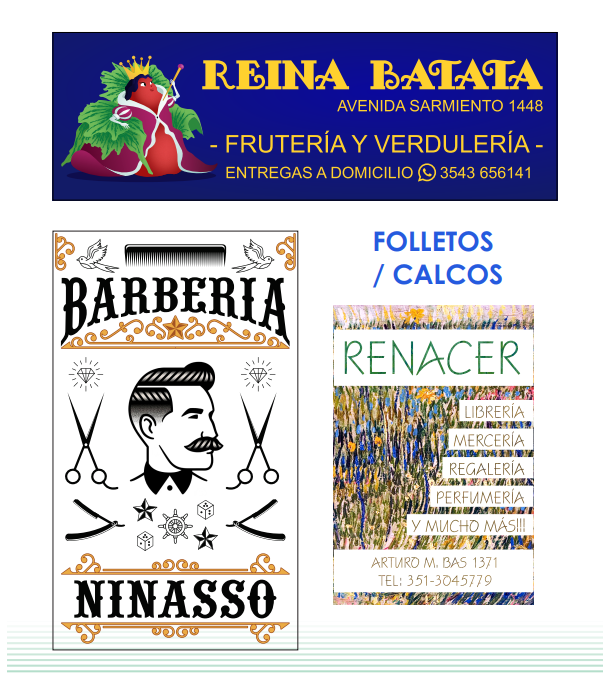 REINA BATATA
AVENIDA SARMIENTO 1448
- FRUTERÍA Y VERDULERÍA -
ENTREGAS A DOMICILIO 3543 656141
FOLLETOS
/ CALCOS
BARBERIA
NINASSO
RENACER
LIBRERÍA
MERCERÍA
REGALERÍA
PERFUMERÍA
Y MUCHO MÁS!!!
ARTURO M. BAS 1371
TEL: 351-3045779